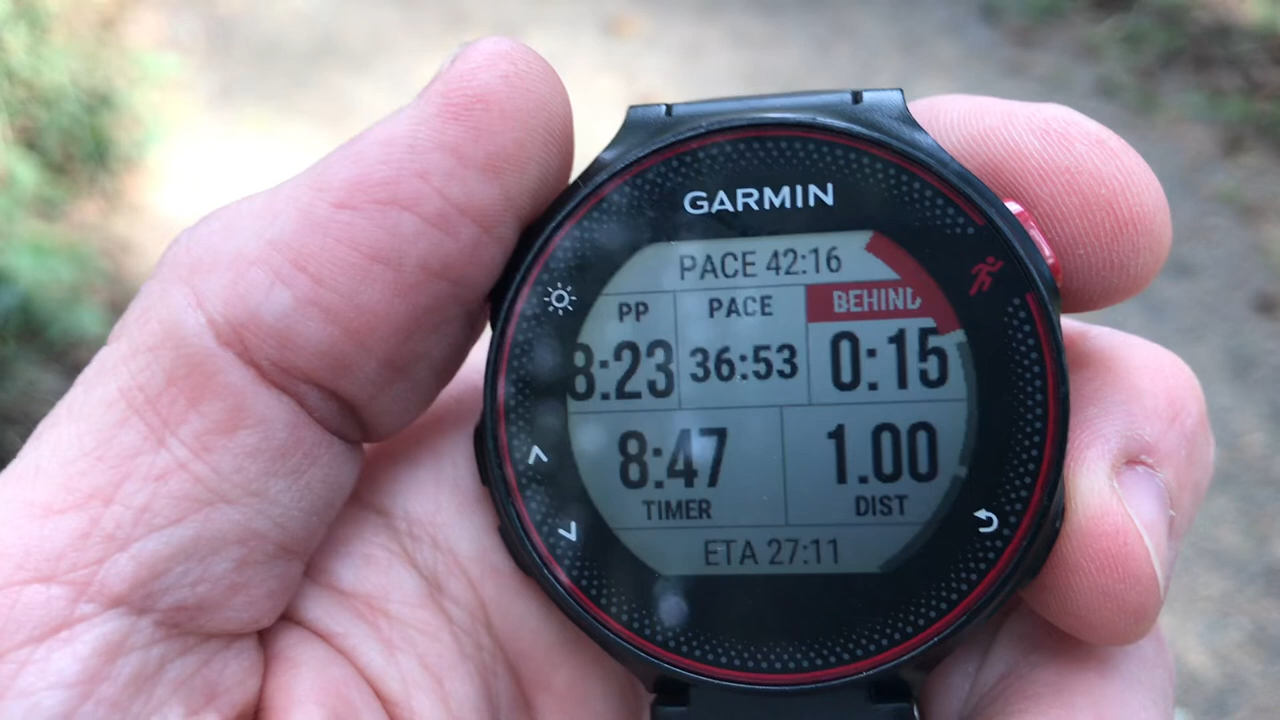 GARMIN
PACE 42:16
PP PACE BEHIND
8:23 36:53 0:15
8:47 1.00
TIMER DIST
ETA 27:11